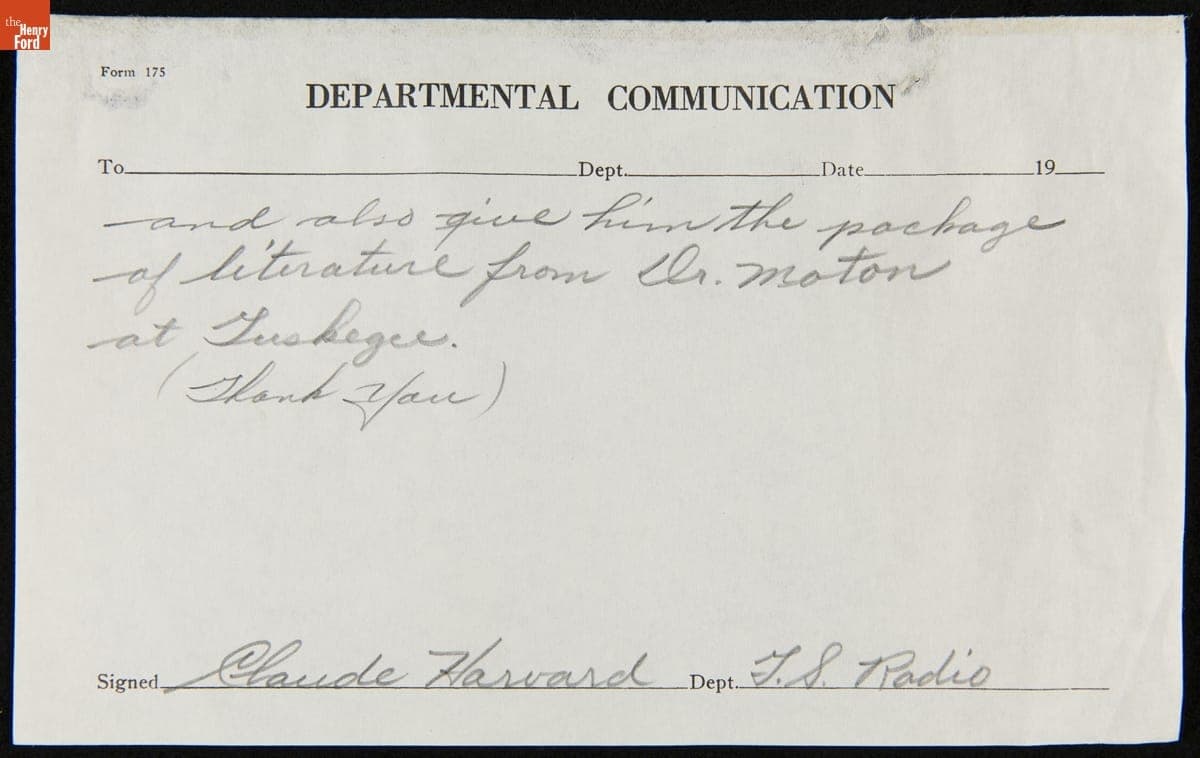 the Henry Ford
Form 175
DEPARTMENTAL COMMUNICATION
To Dept. Date 19
and also give him the package
of literature from Dr. Moton
at Tuskegee.
(Thank You)
Signed Claude Harvard Dept. T.S. Radio